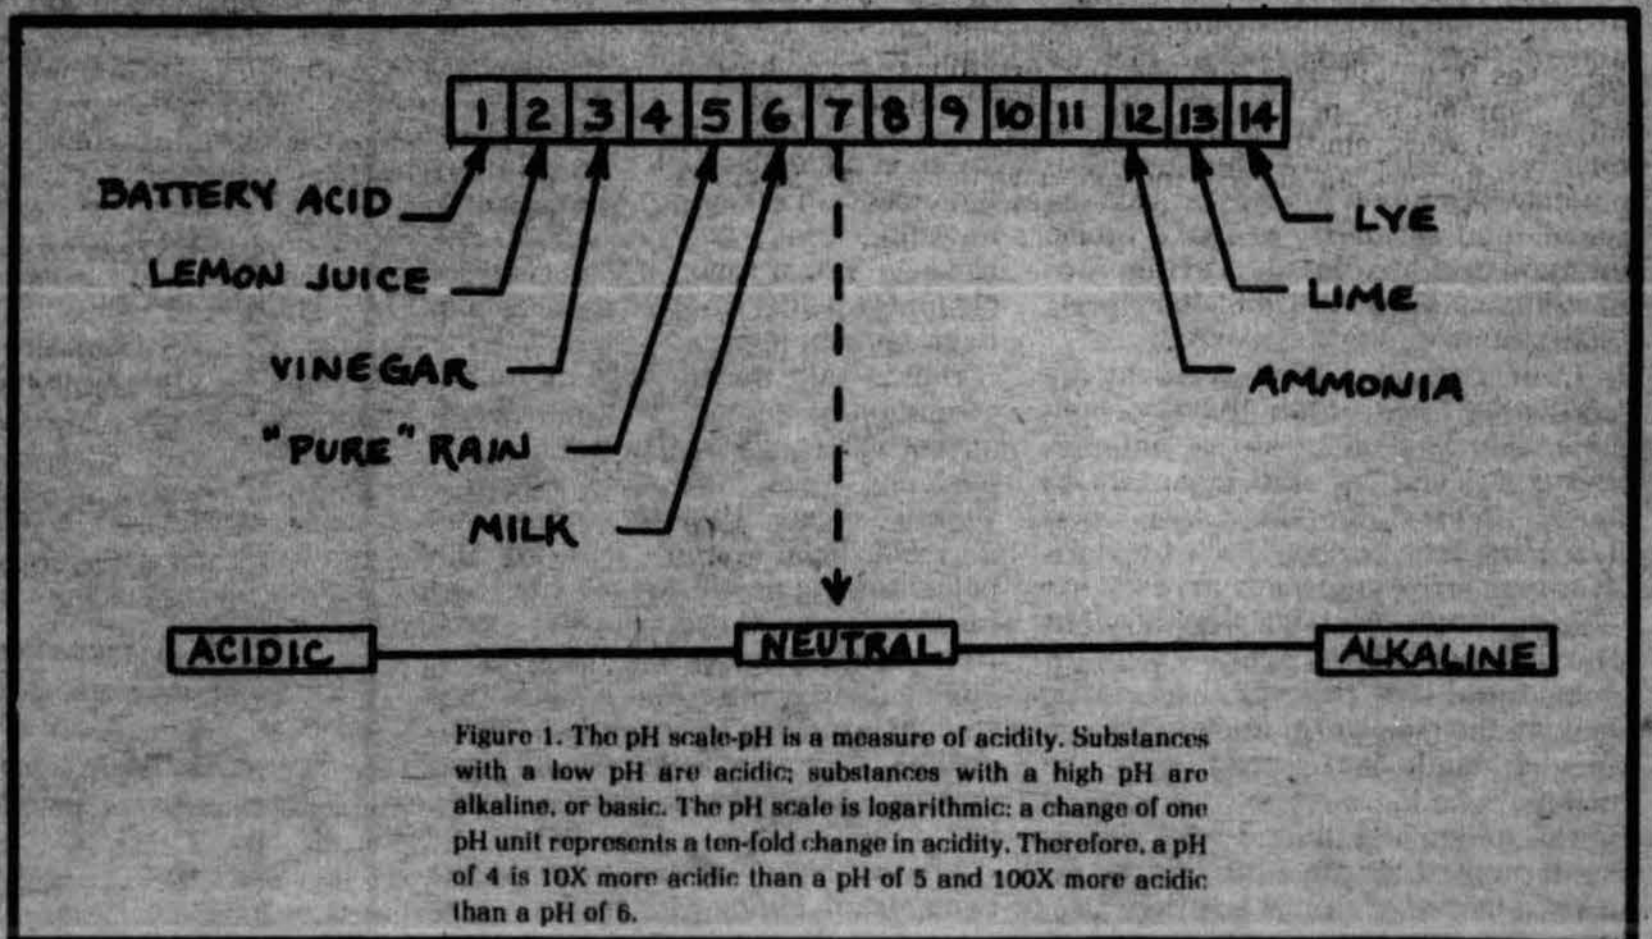 1 2 3 4 5 6 7 8 9 10 11 12 13 14
BATTERY ACID
LYE
LEMON JUICE
LIME
VINEGAR
AMMONIA
"PURE" RAIN
MILK
ACIDIC
NEUTRAL
ALKALINE
Figure 1. The pH scale-pH is a measure of acidity. Substances
with a low pH are acidic; substances with a high pH are
alkaline, or basic. The pH scale is logarithmic: a change of one
pH unit represents a ten-fold change in acidity. Therefore, a pH
of 4 is 10X more acidic than a pH of 5 and 100X more acidic
than a pH of 6.